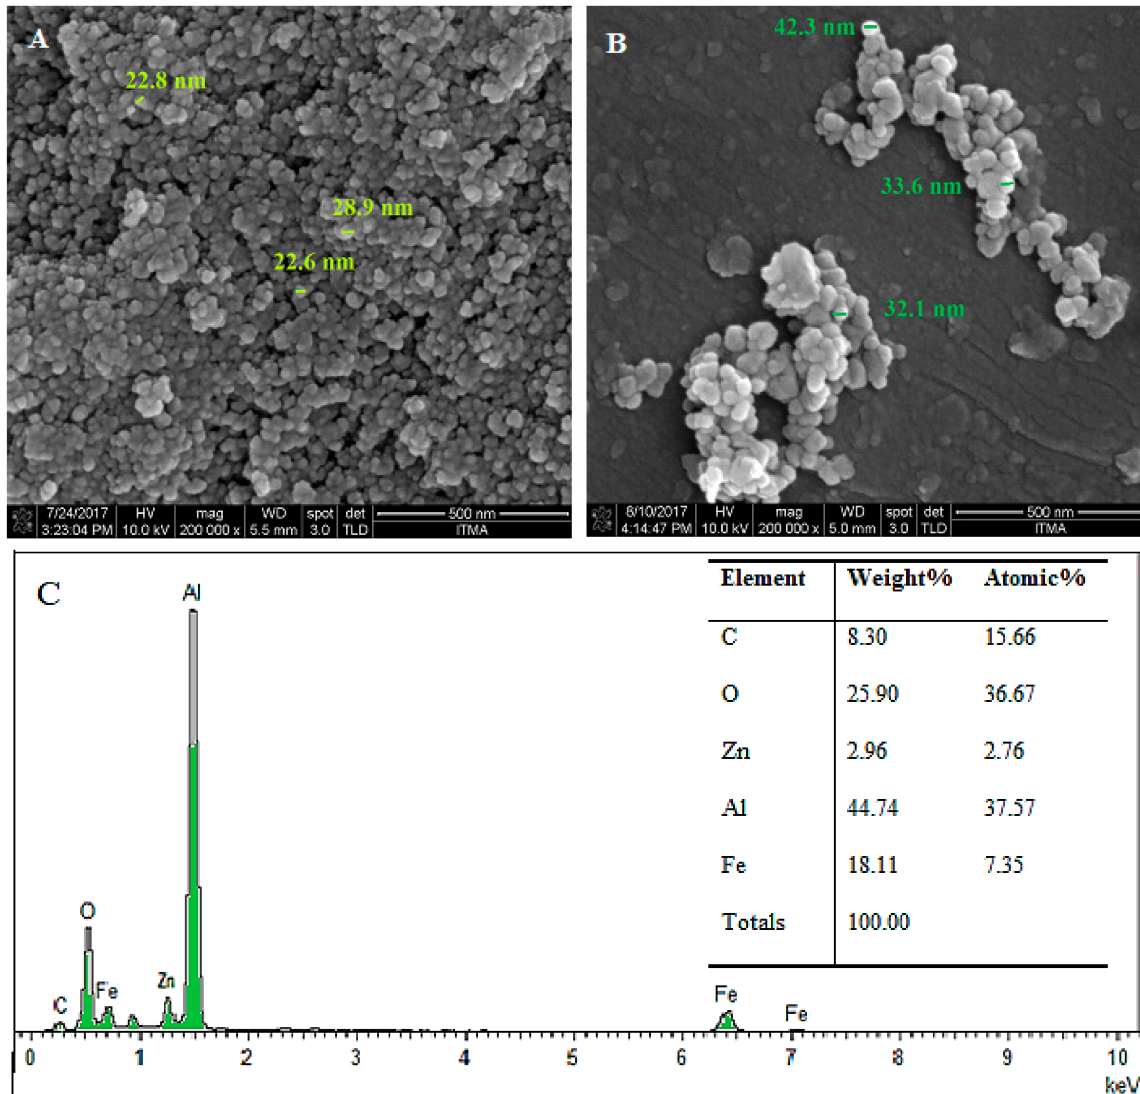 A
22.8 nm
28.9 nm
22.6 nm
7/24/2017 HV mag WD spot det 500 nm
3:23:04 PM 10.0 kV 200 000 x 5.5 mm 3.0 TLD ITMA
B
42.3 nm
33.6 nm
32.1 nm
8/10/2017 HV mag WD spot det 500 nm
4:14:47 PM 10.0 kV 200 000 x 5.0 mm 3.0 TLD ITMA
C
Element Weight% Atomic%
C 8.30 15.66
O 25.90 36.67
Zn 2.96 2.76
Al 44.74 37.57
Fe 18.11 7.35
Totals 100.00
Al
O
C
Fe
Zn
Fe
Fe
0 1 2 3 4 5 6 7 8 9 10
keV